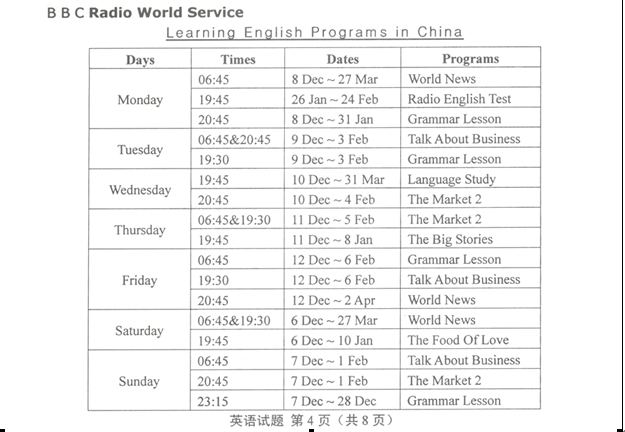 BBC Radio World Service
Learning English Programs in China
Days Times Dates Programs
Monday 06:45 8 Dec ~ 27 Mar World News
19:45 26 Jan ~ 24 Feb Radio English Test
20:45 8 Dec ~ 31 Jan Grammar Lesson
Tuesday 06:45&20:45 9 Dec ~ 3 Feb Talk About Business
19:30 9 Dec ~ 3 Feb Grammar Lesson
Wednesday 19:45 10 Dec ~ 31 Mar Language Study
20:45 10 Dec ~ 4 Feb The Market 2
Thursday 06:45&19:30 11 Dec ~ 5 Feb The Market 2
19:45 11 Dec ~ 8 Jan The Big Stories
Friday 06:45 12 Dec ~ 6 Feb Grammar Lesson
19:30 12 Dec ~ 6 Feb Talk About Business
20:45 12 Dec ~ 2 Apr World News
Saturday 06:45&19:30 6 Dec ~ 27 Mar World News
19:45 6 Dec ~ 10 Jan The Food Of Love
Sunday 06:45 7 Dec ~ 1 Feb Talk About Business
20:45 7 Dec ~ 1 Feb The Market 2
23:15 7 Dec ~ 28 Dec Grammar Lesson
英语试题 第 4 页（共 8 页）